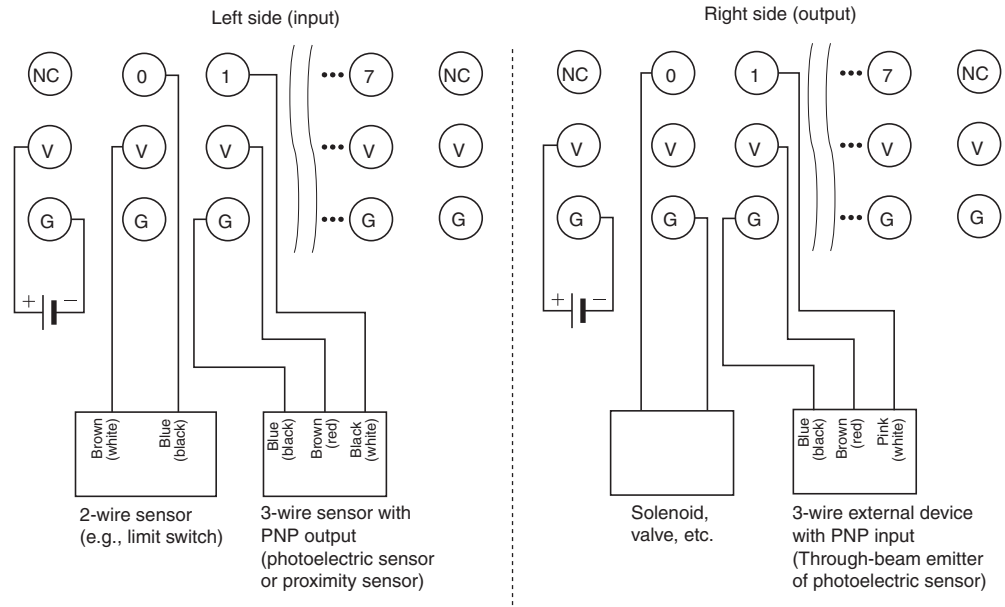 Left side (input)
NC 0 1 ••• 7 NC
V V V ••• V V
G G G ••• G G
+ −
Brown (white)
Blue (black)
Blue (black)
Brown (red)
Black (white)
2-wire sensor
(e.g., limit switch)
3-wire sensor with
PNP output
(photoelectric sensor
or proximity sensor)
Right side (output)
NC 0 1 ••• 7 NC
V V V ••• V V
G G G ••• G G
+ −
Blue (black)
Brown (red)
Pink (white)
Solenoid,
valve, etc.
3-wire external device
with PNP input
(Through-beam emitter
of photoelectric sensor)